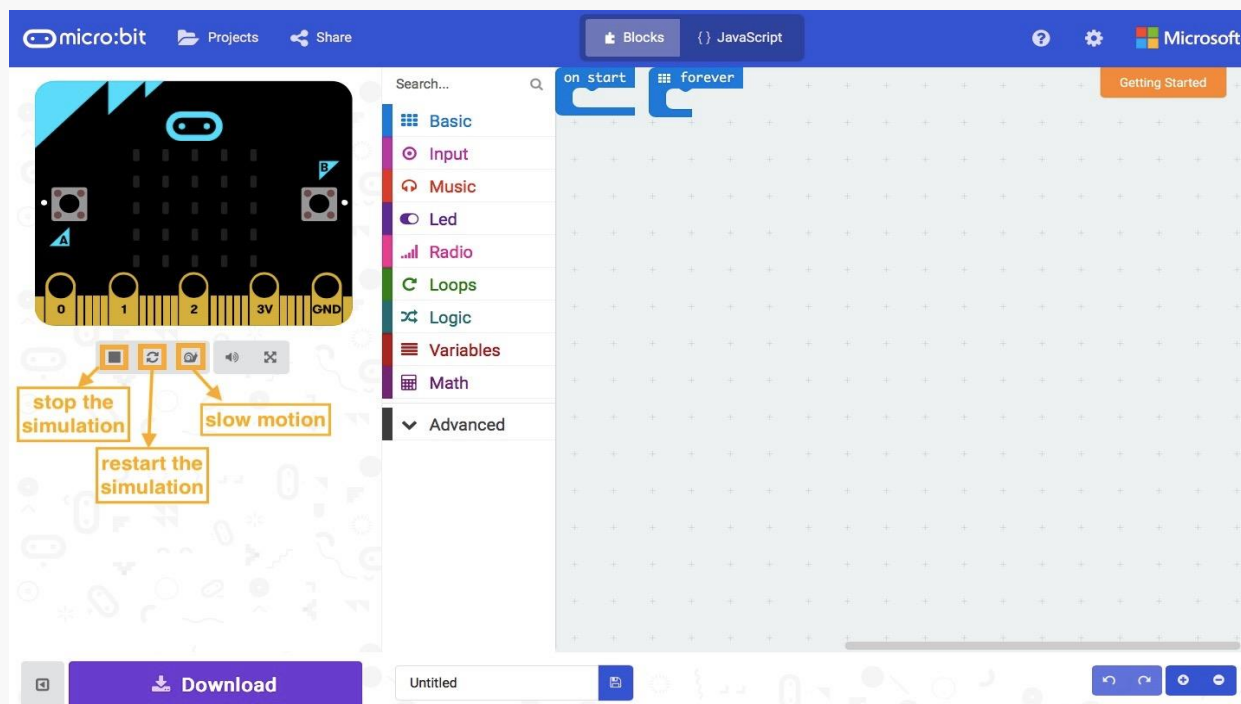 micro:bit
Projects
Share
Blocks
{} JavaScript
?
Microsoft
Search...
on start
forever
Getting Started
Basic
Input
Music
Led
Radio
Loops
Logic
Variables
Math
Advanced
A
B
0 1 2 3V GND
stop the
simulation
slow motion
restart the
simulation
Download
Untitled